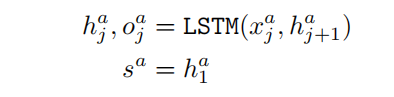 h_j^a, o_j^a = LSTM(x_j^a, h_{j+1}^a)
s^a = h_1^a